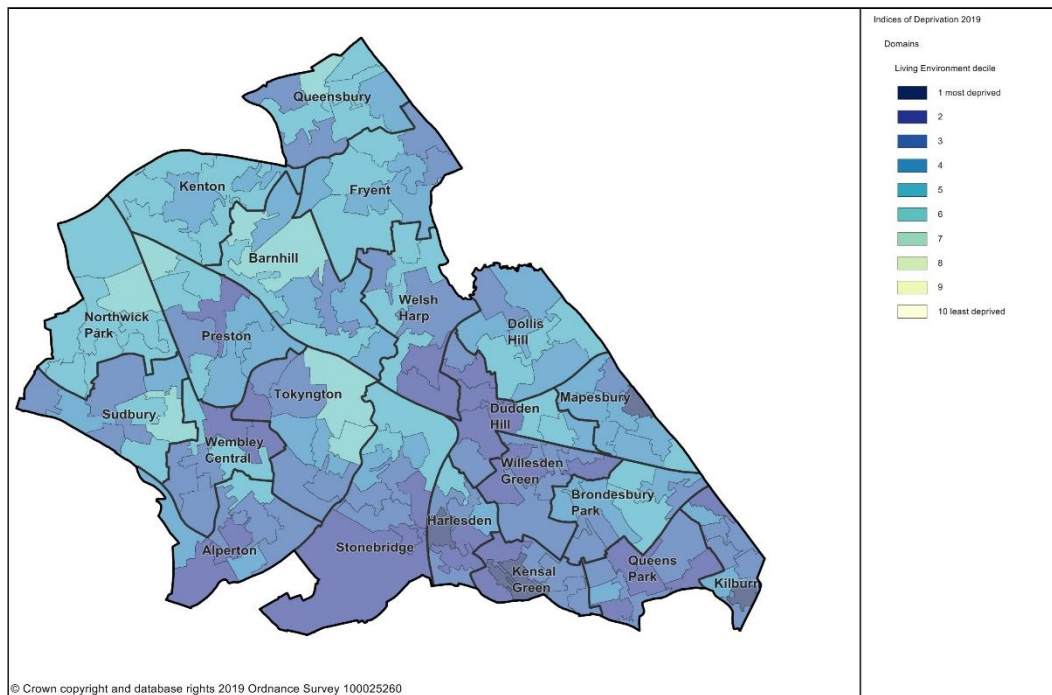 Queensbury
Kenton
Fryent
Barnhill
Northwick
Park
Preston
Welsh
Harp
Dollis
Hill
Sudbury
Tokyngton
Mapesbury
Dudden
Hill
Wembley
Central
Willesden
Green
Brondesbury
Park
Harlesden
Alperton
Stonebridge
Kensal
Green
Queens
Park
Kilburn
© Crown copyright and database rights 2019 Ordnance Survey 100025260
Indices of Deprivation 2019
Domains
Living Environment decile
1 most deprived
2
3
4
5
6
7
8
9
10 least deprived